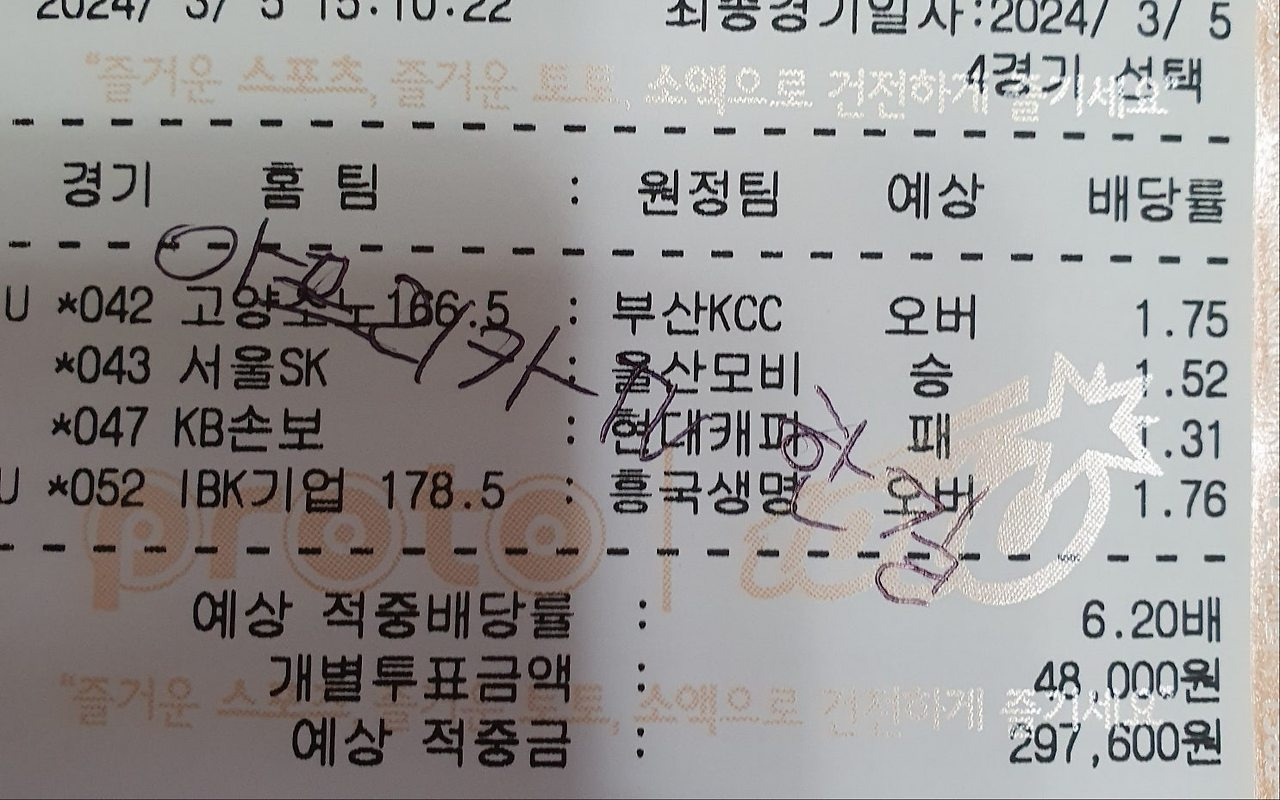 2024/ 3/ 5 15:10:22 최종경기일자:2024/ 3/ 5
"즐거운 스포츠, 즐거운 토토, 소액으로 건전하게 즐기세요"
4경기 선택
경기 홈 팀 : 원정팀 예상 배당률
U *042 고양소노 166.5 : 부산KCC 오버 1.75
*043 서울SK : 울산모비 승 1.52
*047 KB손보 : 현대캐피 패 1.31
U *052 IBK기업 178.5 : 흥국생명 오버 1.76
proto
예상 적중배당률 : 6.20배
개별투표금액 : 48,000원
"즐거운 스포츠, 즐거운 토토, 소액으로 건전하게 즐기세요"
예상 적중금 : 297,600원